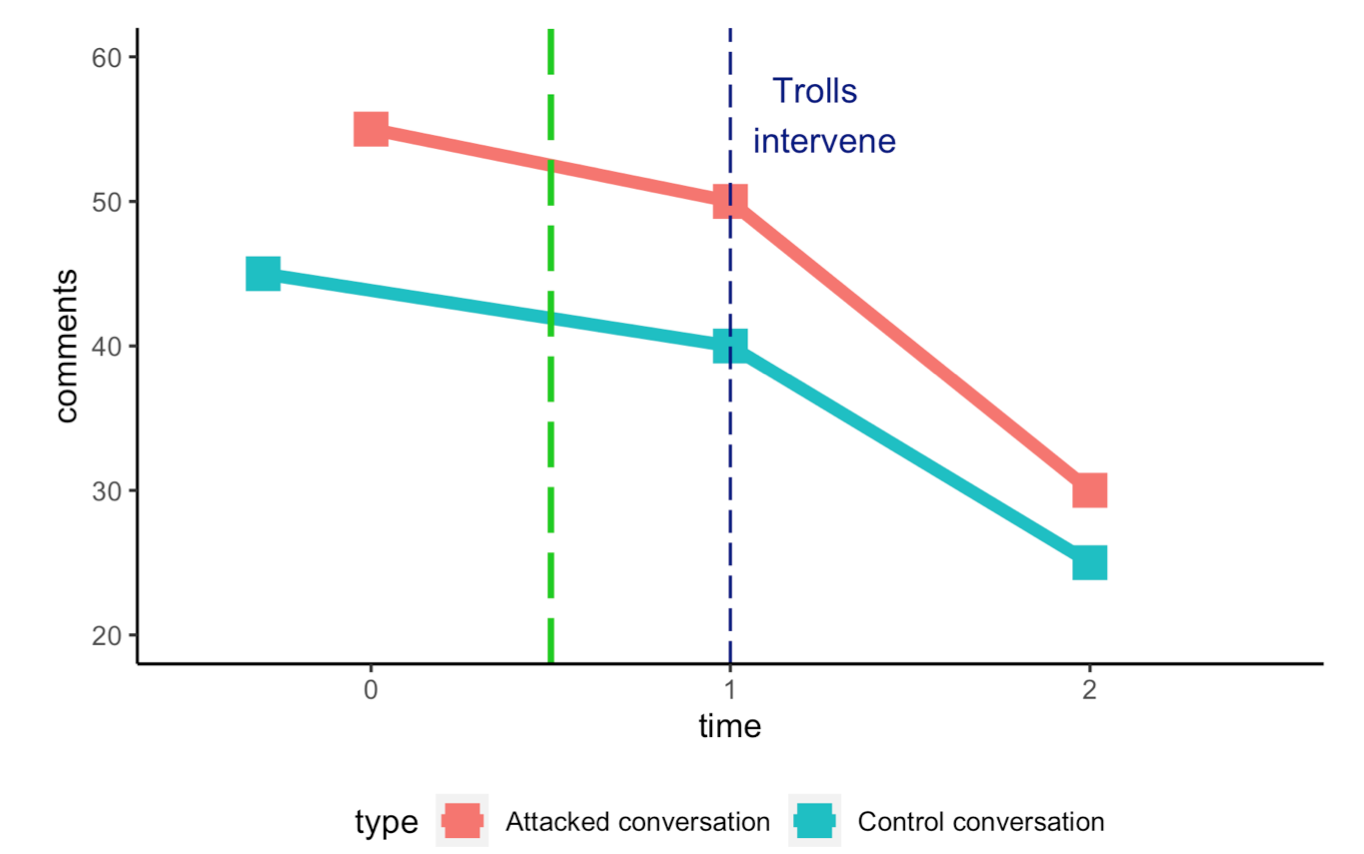 60
50
40
30
20
comments
Trolls
intervene
0 1 2
time
type Attacked conversation Control conversation